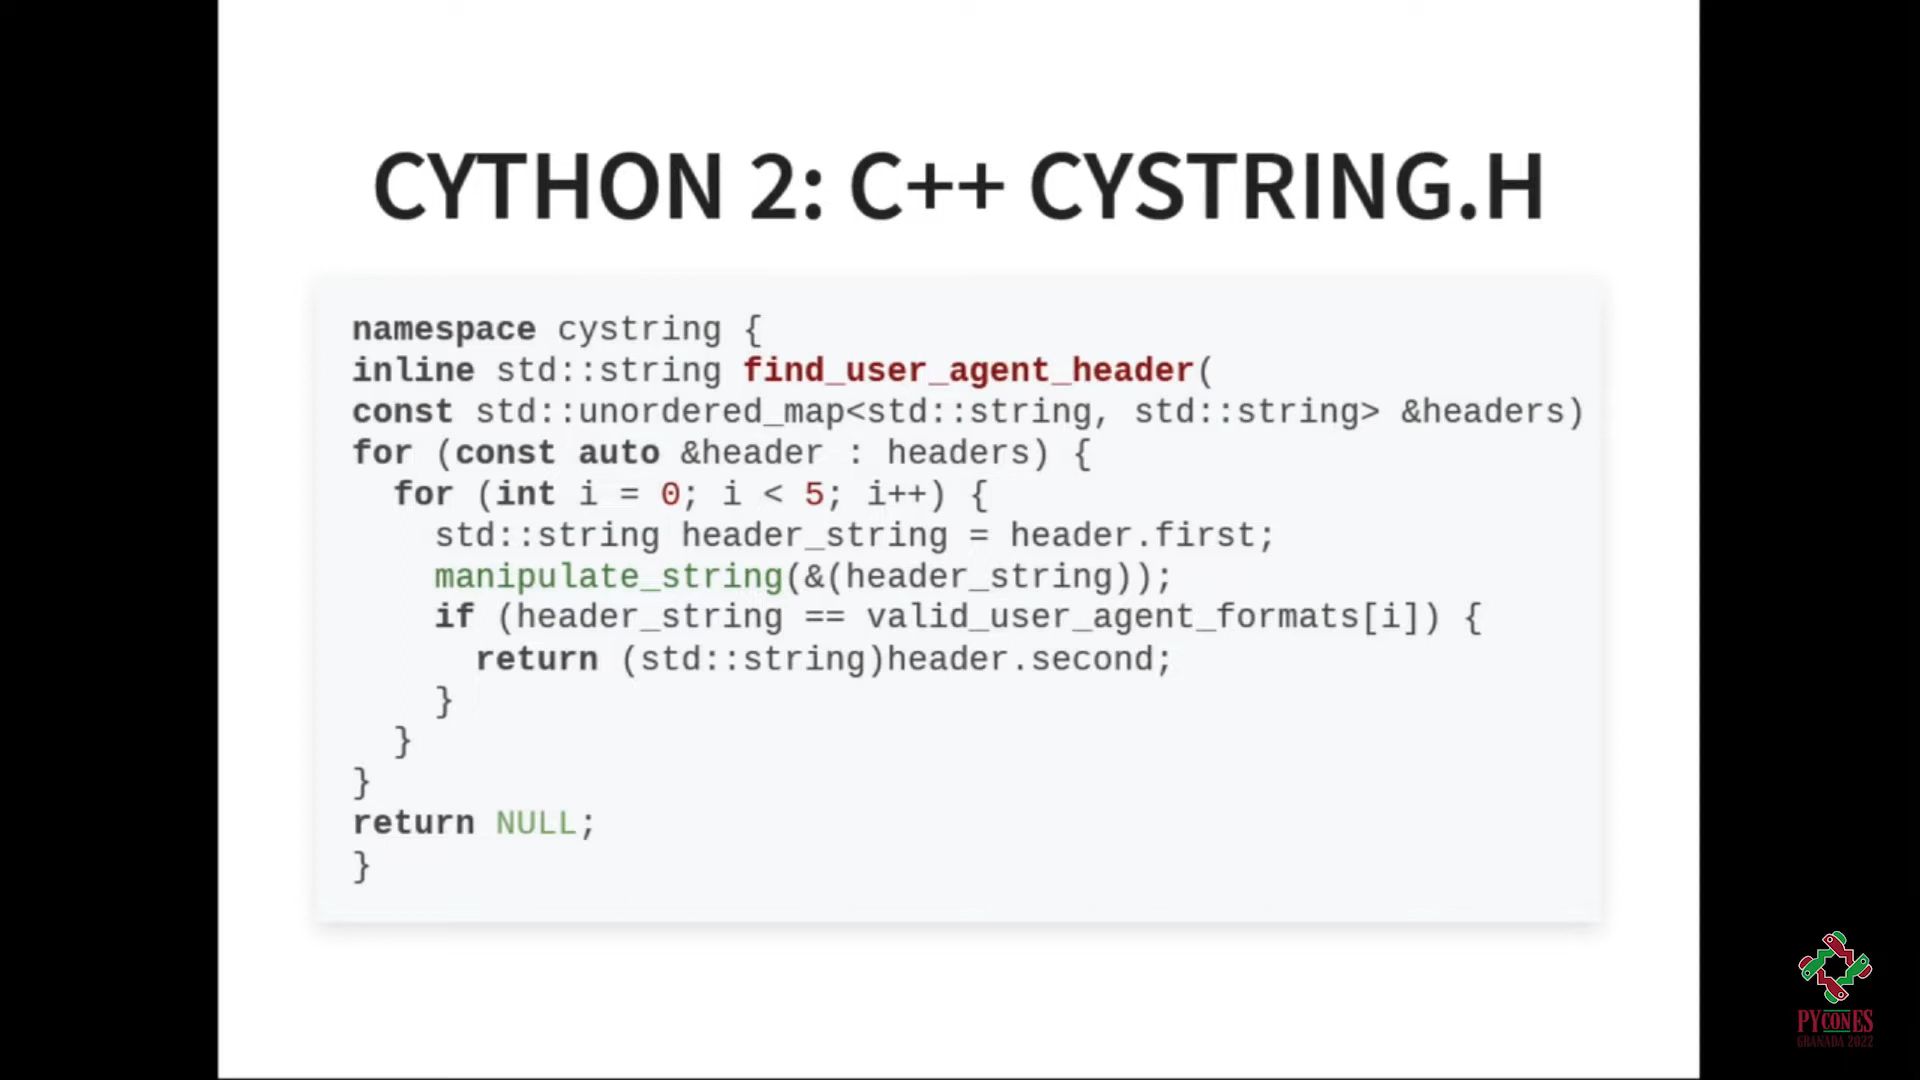 CYTHON 2: C++ CYSTRING.H
namespace cystring {
inline std::string find_user_agent_header(
const std::unordered_map<std::string, std::string> &headers)
for (const auto &header : headers) {
  for (int i = 0; i < 5; i++) {
    std::string header_string = header.first;
    manipulate_string(&(header_string));
    if (header_string == valid_user_agent_formats[i]) {
      return (std::string)header.second;
    }
  }
}
return NULL;
}
PYCONES
GRANADA 2022